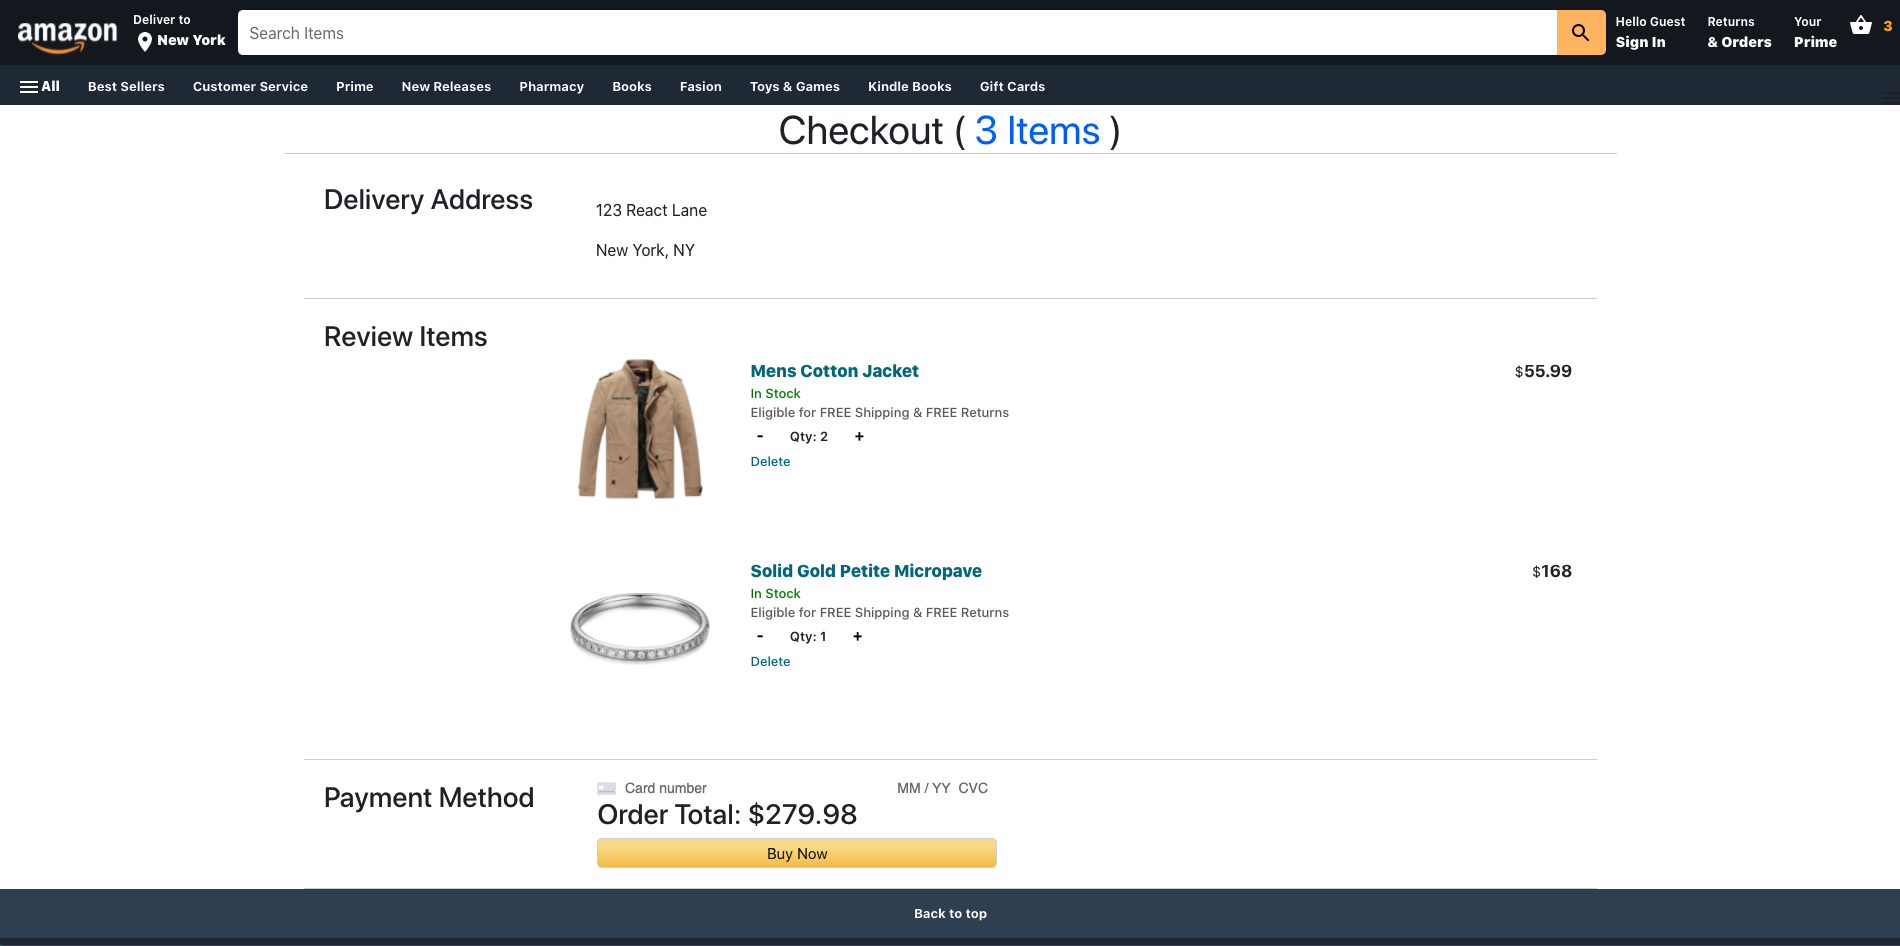 amazon
Deliver to
New York
Search Items
Hello Guest
Sign In
Returns
& Orders
Your
Prime
3
All
Best Sellers
Customer Service
Prime
New Releases
Pharmacy
Books
Fasion
Toys & Games
Kindle Books
Gift Cards
Checkout ( 3 Items )
Delivery Address
123 React Lane
New York, NY
Review Items
Mens Cotton Jacket
$55.99
In Stock
Eligible for FREE Shipping & FREE Returns
- Qty: 2 +
Delete
Solid Gold Petite Micropave
$168
In Stock
Eligible for FREE Shipping & FREE Returns
- Qty: 1 +
Delete
Payment Method
Card number MM / YY CVC
Order Total: $279.98
Buy Now
Back to top